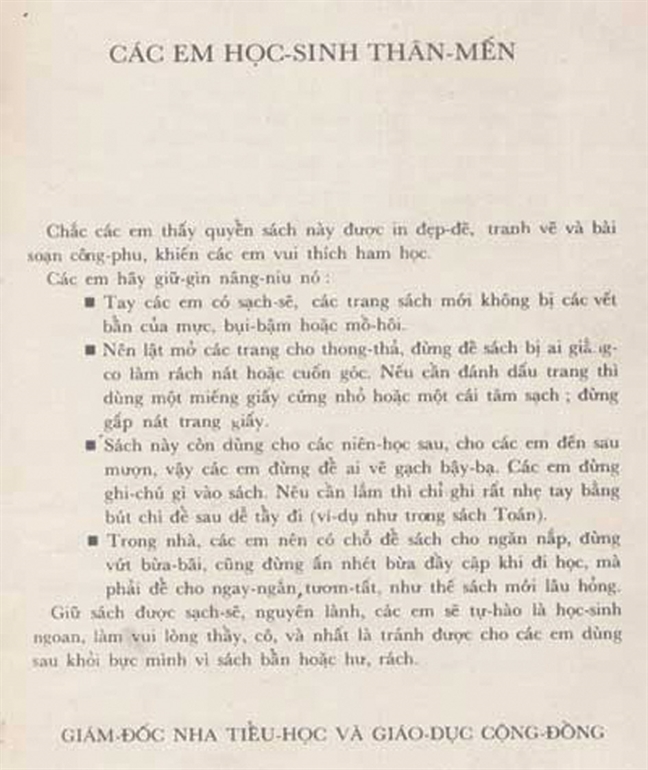 CÁC EM HỌC-SINH THÂN-MẾN
Chắc các em thấy quyển sách này được in đẹp-đẽ, tranh vẽ và bài
soạn công-phu, khiến các em vui thích ham học.
Các em hãy giữ-gìn nâng-niu nó :
■ Tay các em có sạch-sẽ, các trang sách mới không bị các vết
bẩn của mực, bụi-bậm hoặc mồ-hôi.
■ Nên lật mở các trang cho thong-thả, đừng để sách bị ai giằng-
co làm rách nát hoặc cuốn góc. Nếu cần đánh dấu trang thì
dùng một miếng giấy cứng nhỏ hoặc một cái tăm sạch ; đừng
gấp nát trang giấy.
■ Sách này còn dùng cho các niên-học sau, cho các em đến sau
mượn, vậy các em đừng để ai vẽ gạch bậy-bạ. Các em đừng
ghi-chú gì vào sách. Nếu cần lắm thì chỉ ghi rất nhẹ tay bằng
bút chì để sau dễ tẩy đi (ví-dụ như trong sách Toán).
■ Trong nhà, các em nên có chỗ để sách cho ngăn nắp, đừng
vứt bừa-bãi, cũng đừng ấn nhét bừa đầy cặp khi đi học, mà
phải để cho ngay-ngắn, tươm-tất, như thế sách mới lâu hỏng.
Giữ sách được sạch-sẽ, nguyên lành, các em sẽ tự-hào là học-sinh
ngoan, làm vui lòng thầy, cô, và nhất là tránh được cho các em dùng
sau khỏi bực mình vì sách bẩn hoặc hư, rách.
GIÁM-ĐỐC NHA TIỂU-HỌC VÀ GIÁO-DỤC CỘNG-ĐỒNG